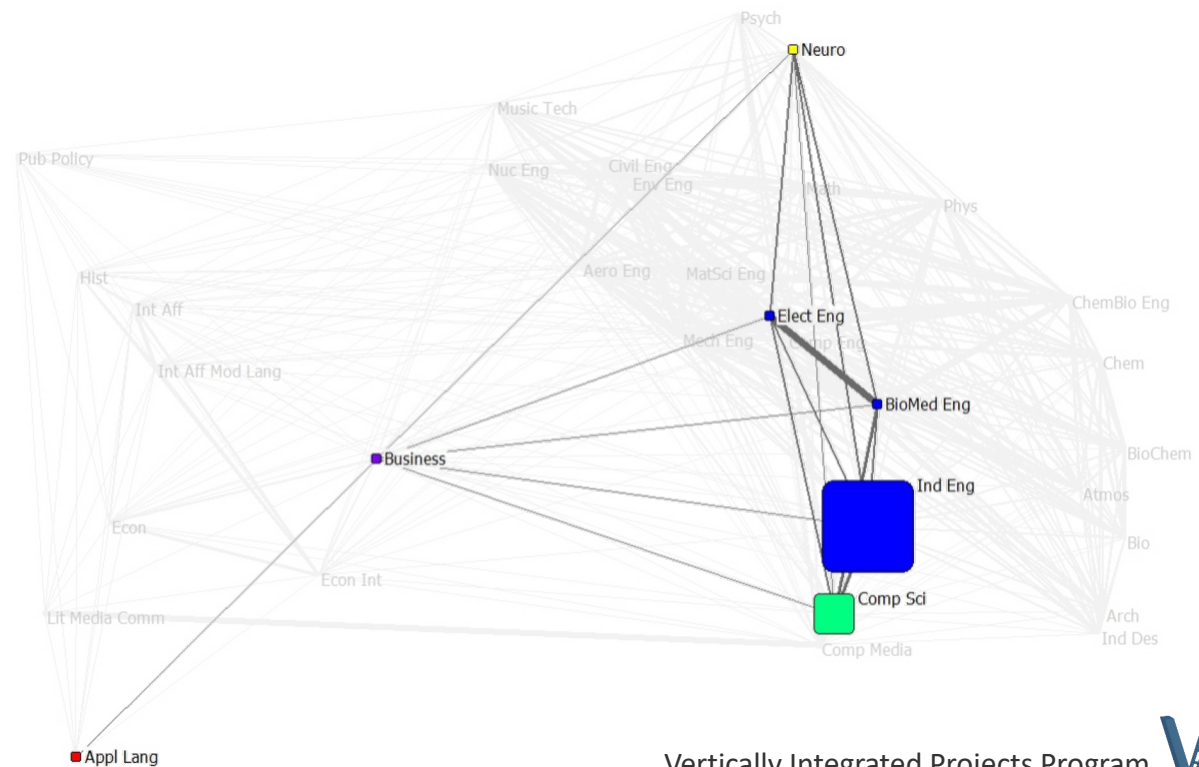 Psych
Neuro
Music Tech
Pub Policy
Nuc Eng
Civil Eng
Env Eng
Math
Phys
Hist
Aero Eng
MatSci Eng
Int Aff
ChemBio Eng
Elect Eng
Mech Eng
Comp Eng
Chem
Int Aff Mod Lang
BioMed Eng
Business
BioChem
Ind Eng
Atmos
Econ
Bio
Econ Int
Comp Sci
Lit Media Comm
Arch
Ind Des
Comp Media
Appl Lang
Vertically Integrated Projects Program